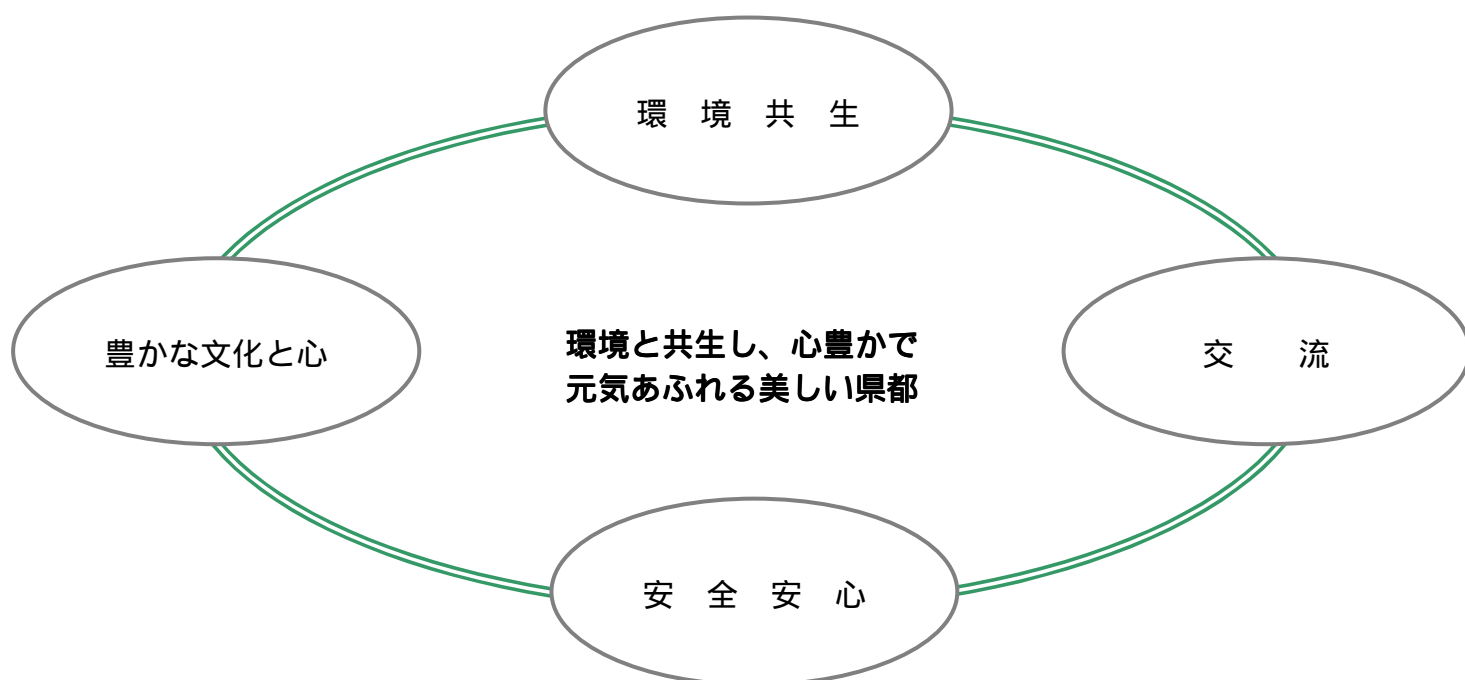 環　境　共　生
豊かな文化と心
環境と共生し、心豊かで
元気あふれる美しい県都
交　　流
安　全　安　心